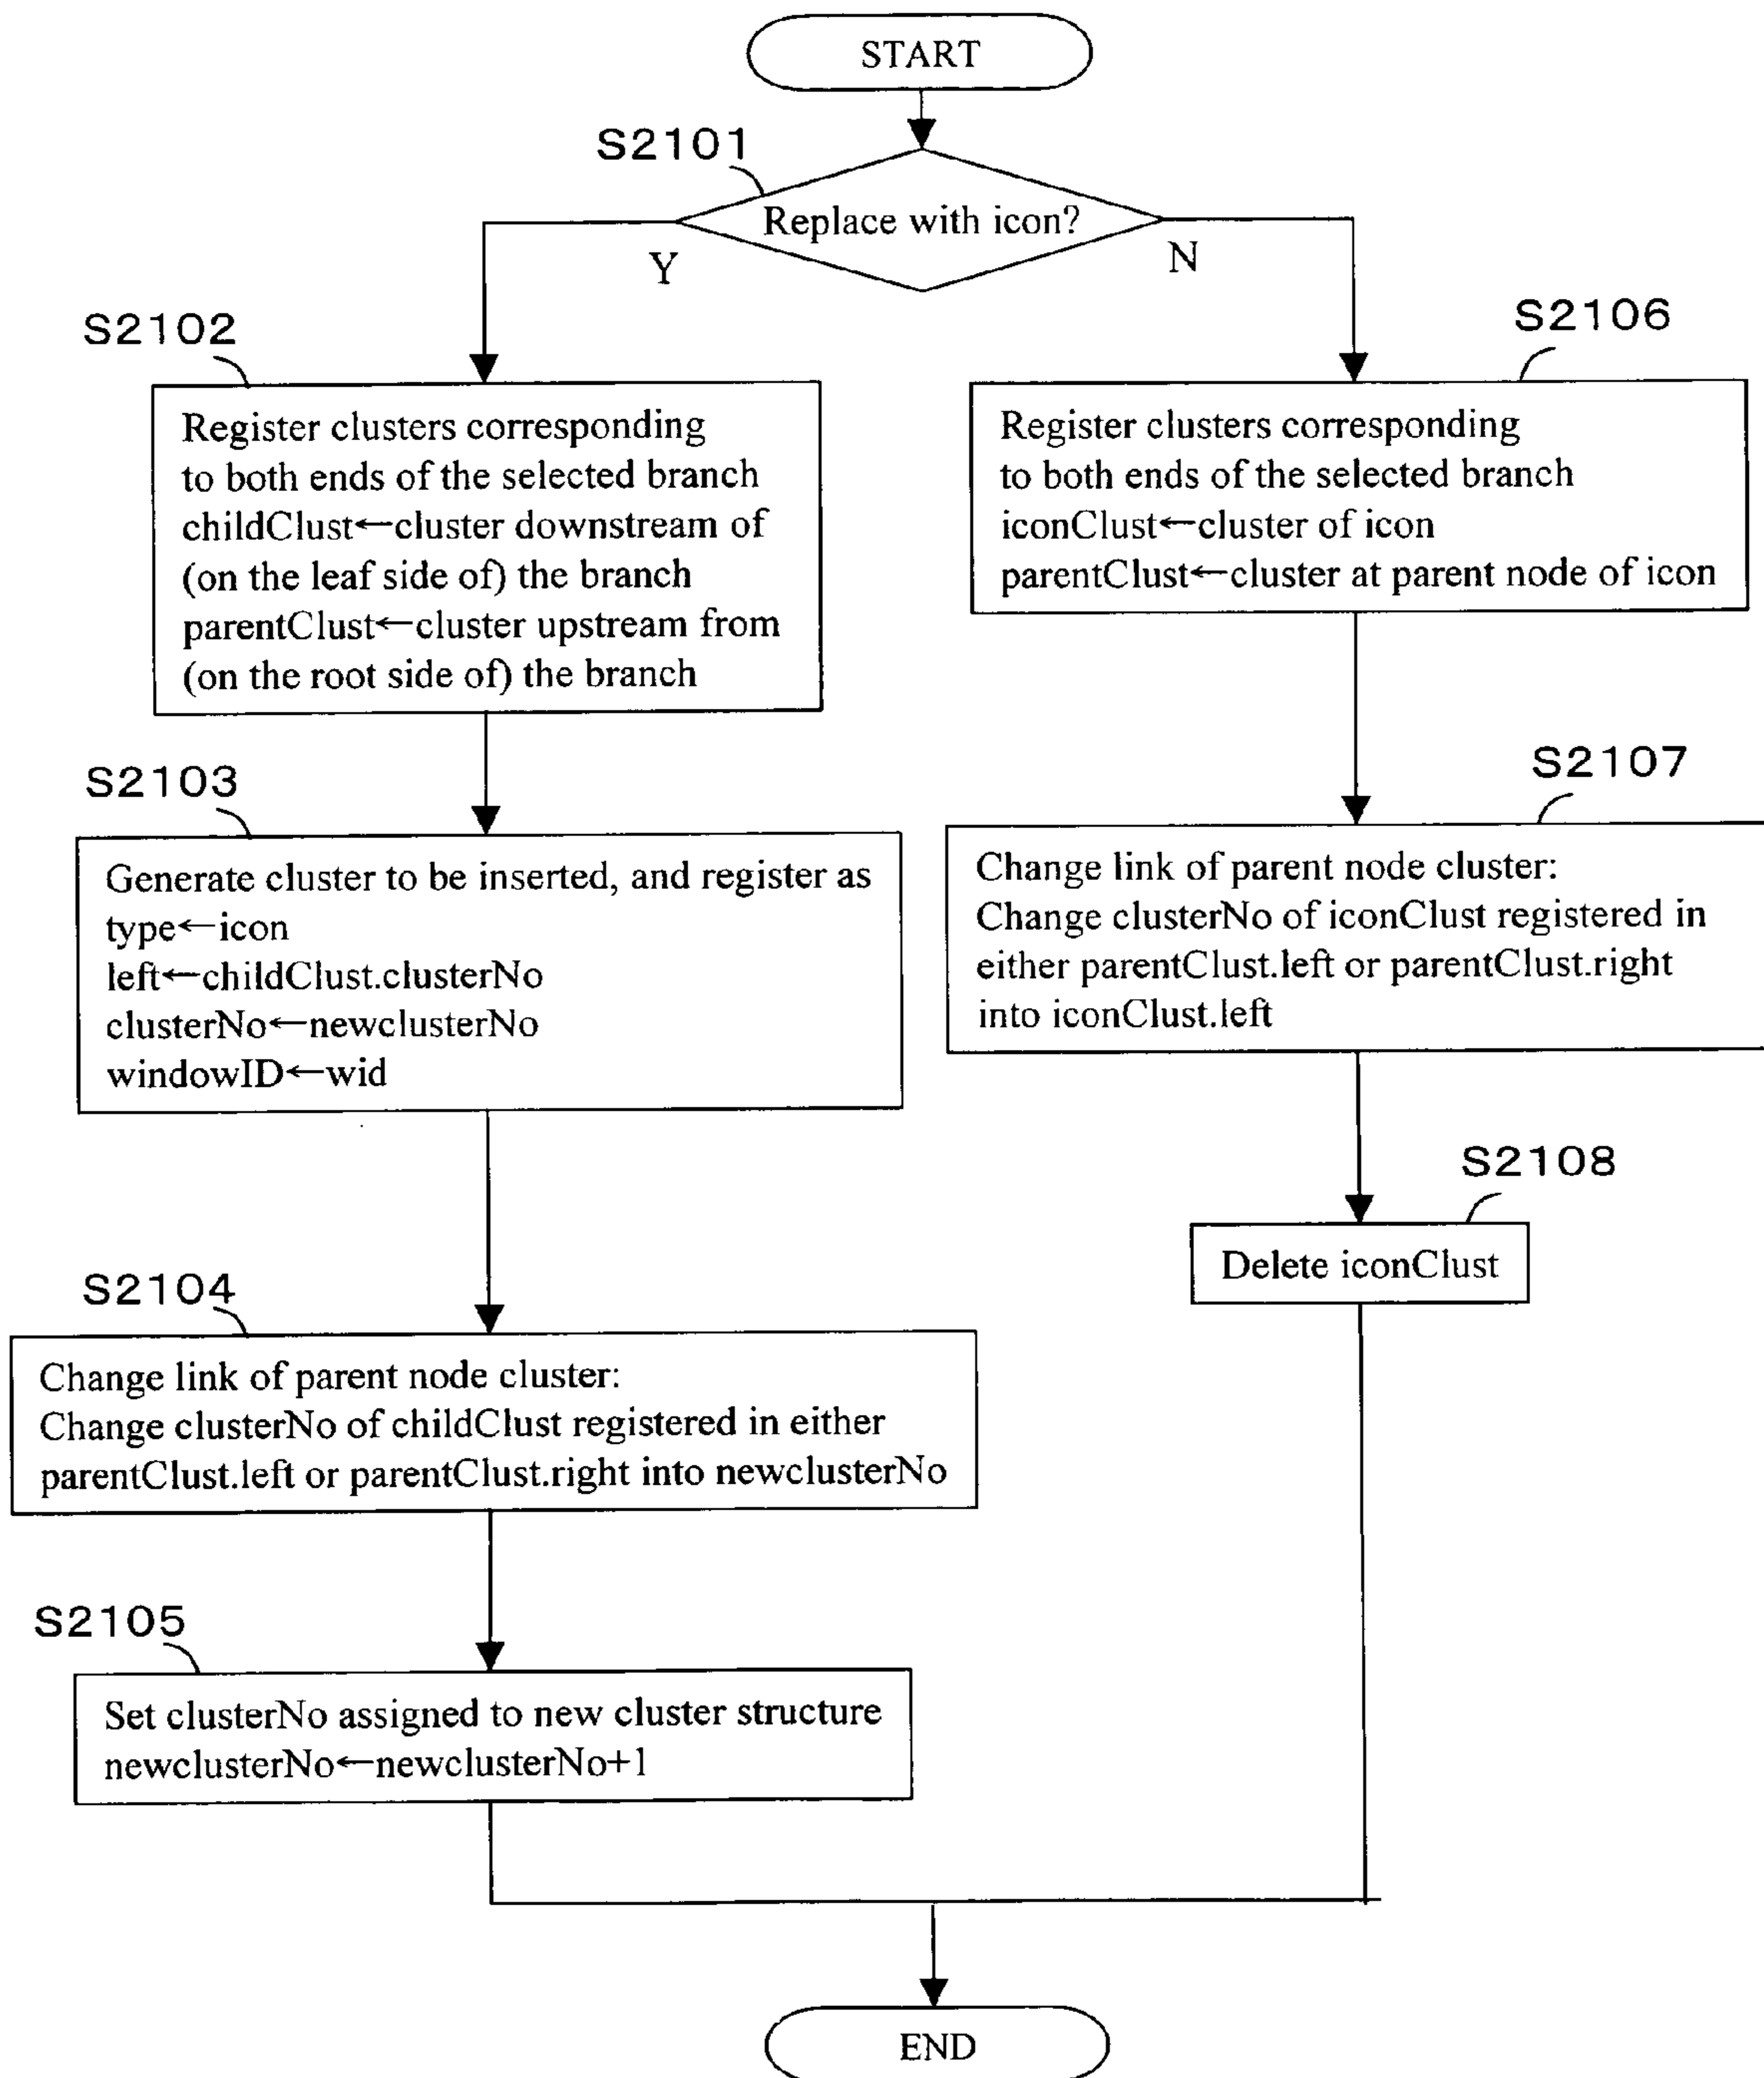 START
S2101
Replace with icon?
Y
N
S2102
Register clusters corresponding
to both ends of the selected branch
childClust←cluster downstream of
(on the leaf side of) the branch
parentClust←cluster upstream from
(on the root side of) the branch
S2103
Generate cluster to be inserted, and register as
type←icon
left←childClust.clusterNo
clusterNo←newclusterNo
windowID←wid
S2104
Change link of parent node cluster:
Change clusterNo of childClust registered in either
parentClust.left or parentClust.right into newclusterNo
S2105
Set clusterNo assigned to new cluster structure
newclusterNo←newclusterNo+1
S2106
Register clusters corresponding
to both ends of the selected branch
iconClust←cluster of icon
parentClust←cluster at parent node of icon
S2107
Change link of parent node cluster:
Change clusterNo of iconClust registered in
either parentClust.left or parentClust.right
into iconClust.left
S2108
Delete iconClust
END